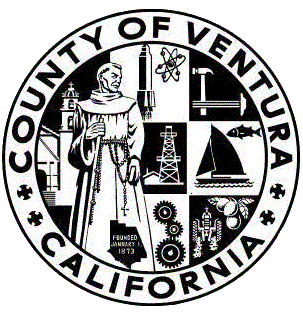 COUNTY OF VENTURA
CALIFORNIA
FOUNDED
JANUARY 1,
1873